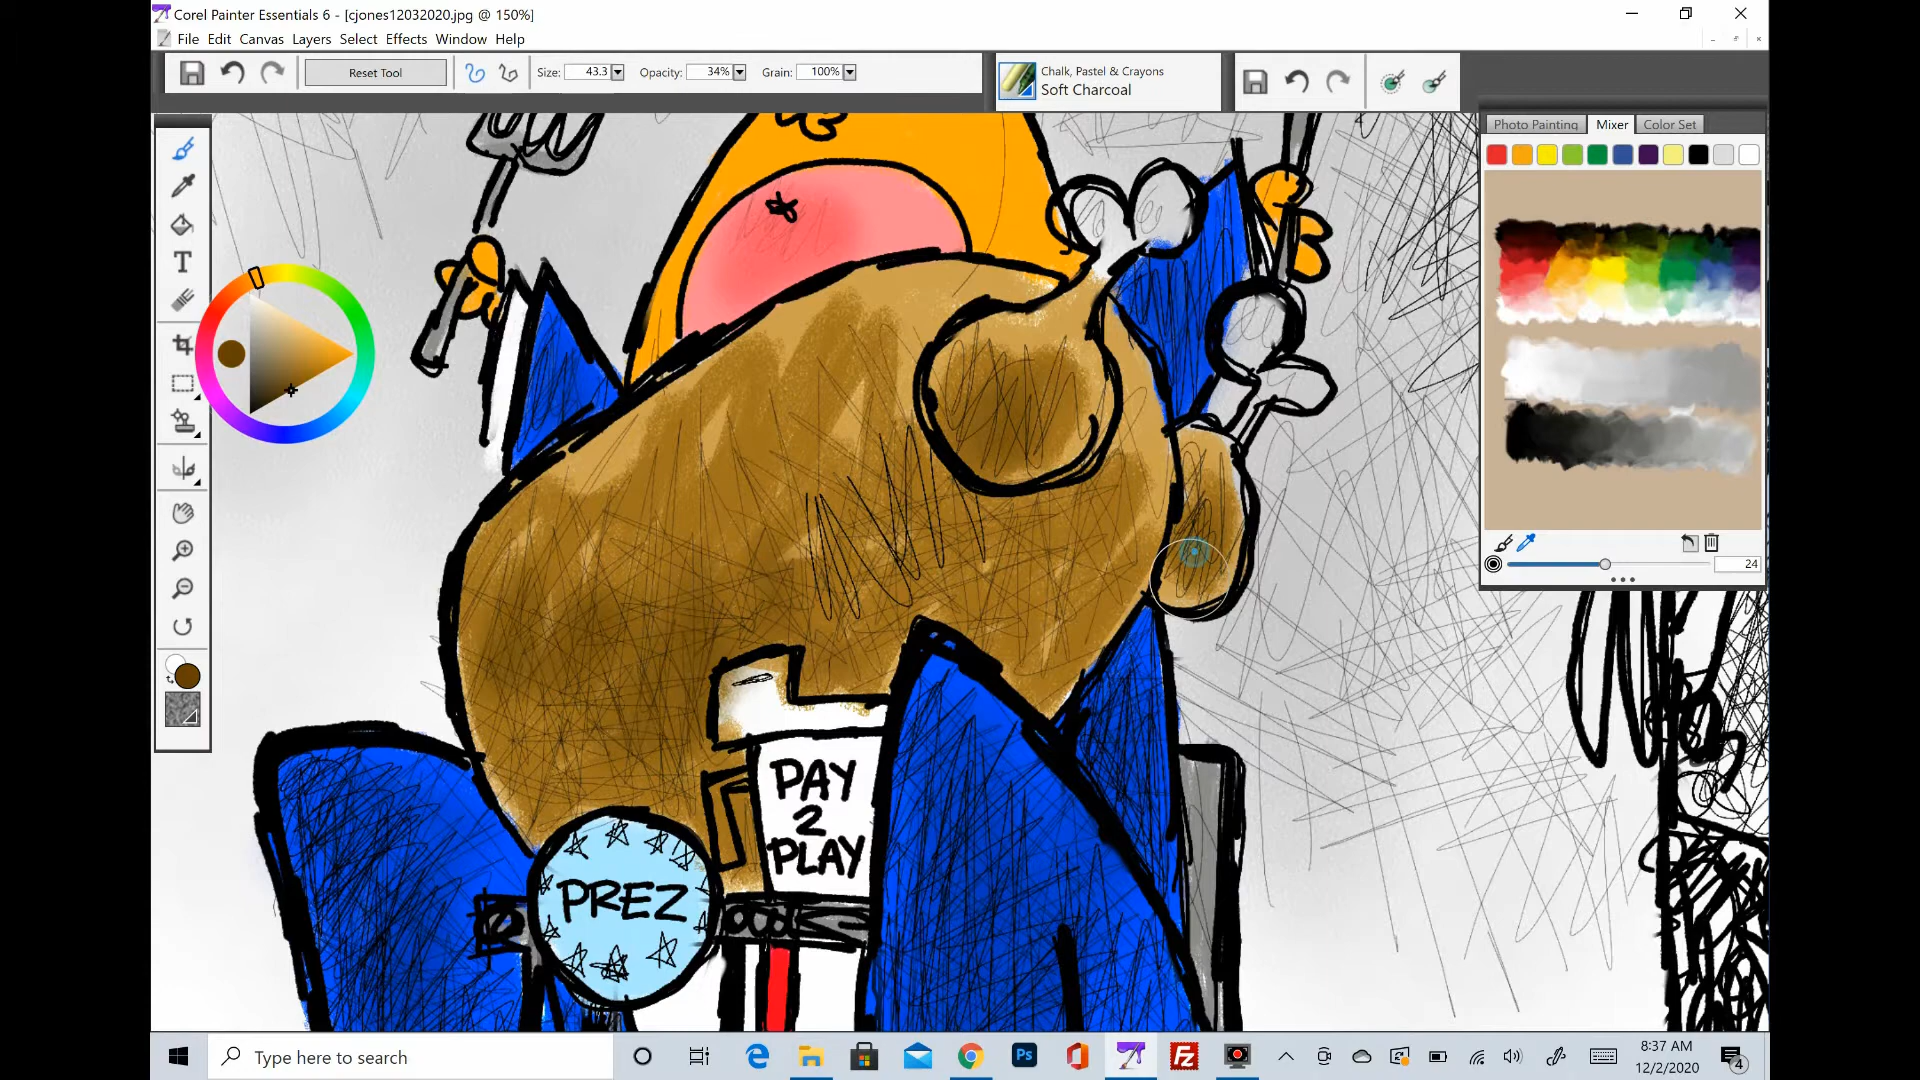 Corel Painter Essentials 6 - [cjones12032020.jpg @ 150%]
File Edit Canvas Layers Select Effects Window Help
Reset Tool Size: 43.3 Opacity: 34% Grain: 100%
Chalk, Pastel & Crayons
Soft Charcoal
Photo Painting Mixer Color Set
T
24
PAY
2
PLAY
PREZ
Type here to search
Ps
Fz
8:37 AM
12/2/2020
4